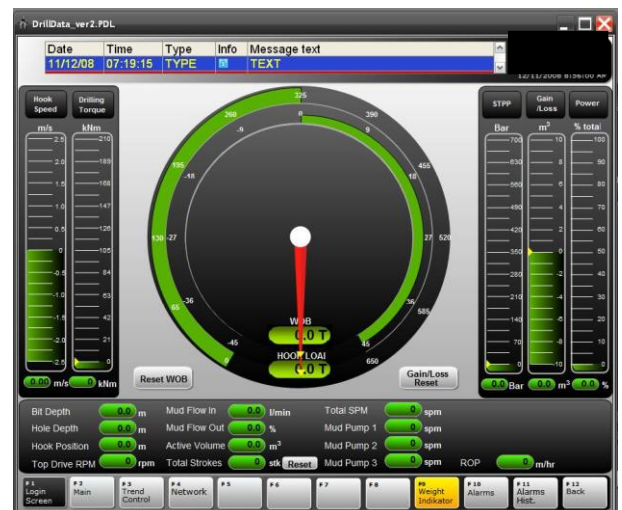 DrillData_ver2.PDL
Date Time Type Info Message text
11/12/08 07:19:15 TYPE TEXT
12/11/2008 8:56:00 AM
Hook Speed
Drilling Torque
STPP
Gain /Loss
Power
m/s kNm
Bar m³ % total
2.5 210
2.0 189
1.5 168
1.0 147
0.5 126
0 105
-0.5 84
-1.0 63
-1.5 42
-2.0 21
-2.5 0
0.00 m/s 0 kNm
325
260 390
195 455
130 520
65 585
0 650
0
-9 9
-18 18
-27 27
-36 36
-45 45
WOB
0.0 T
HOOK LOAI
0.0 T
700 10 100
630 8 90
560 6 80
490 4 70
420 2 60
350 0 50
280 -2 40
210 -4 30
140 -6 20
70 -8 10
0 -10 0
0.0 Bar 0.0 m³ 0.0 %
Reset WOB
Gain/Loss Reset
Bit Depth 0.0 m Mud Flow In 0.0 l/min Total SPM 0 spm
Hole Depth 0.0 m Mud Flow Out 0.0 % Mud Pump 1 0 spm
Hook Position 0.0 m Active Volume 0.0 m³ Mud Pump 2 0 spm
Top Drive RPM 0 rpm Total Strokes 0 stk Reset Mud Pump 3 0 spm ROP 0 m/hr
F1 Login Screen
F2 Main
F3 Trend Control
F4 Network
F5
F6
F7
F8
F9 Weight Indikator
F10 Alarms
F11 Alarms Hist.
F12 Back